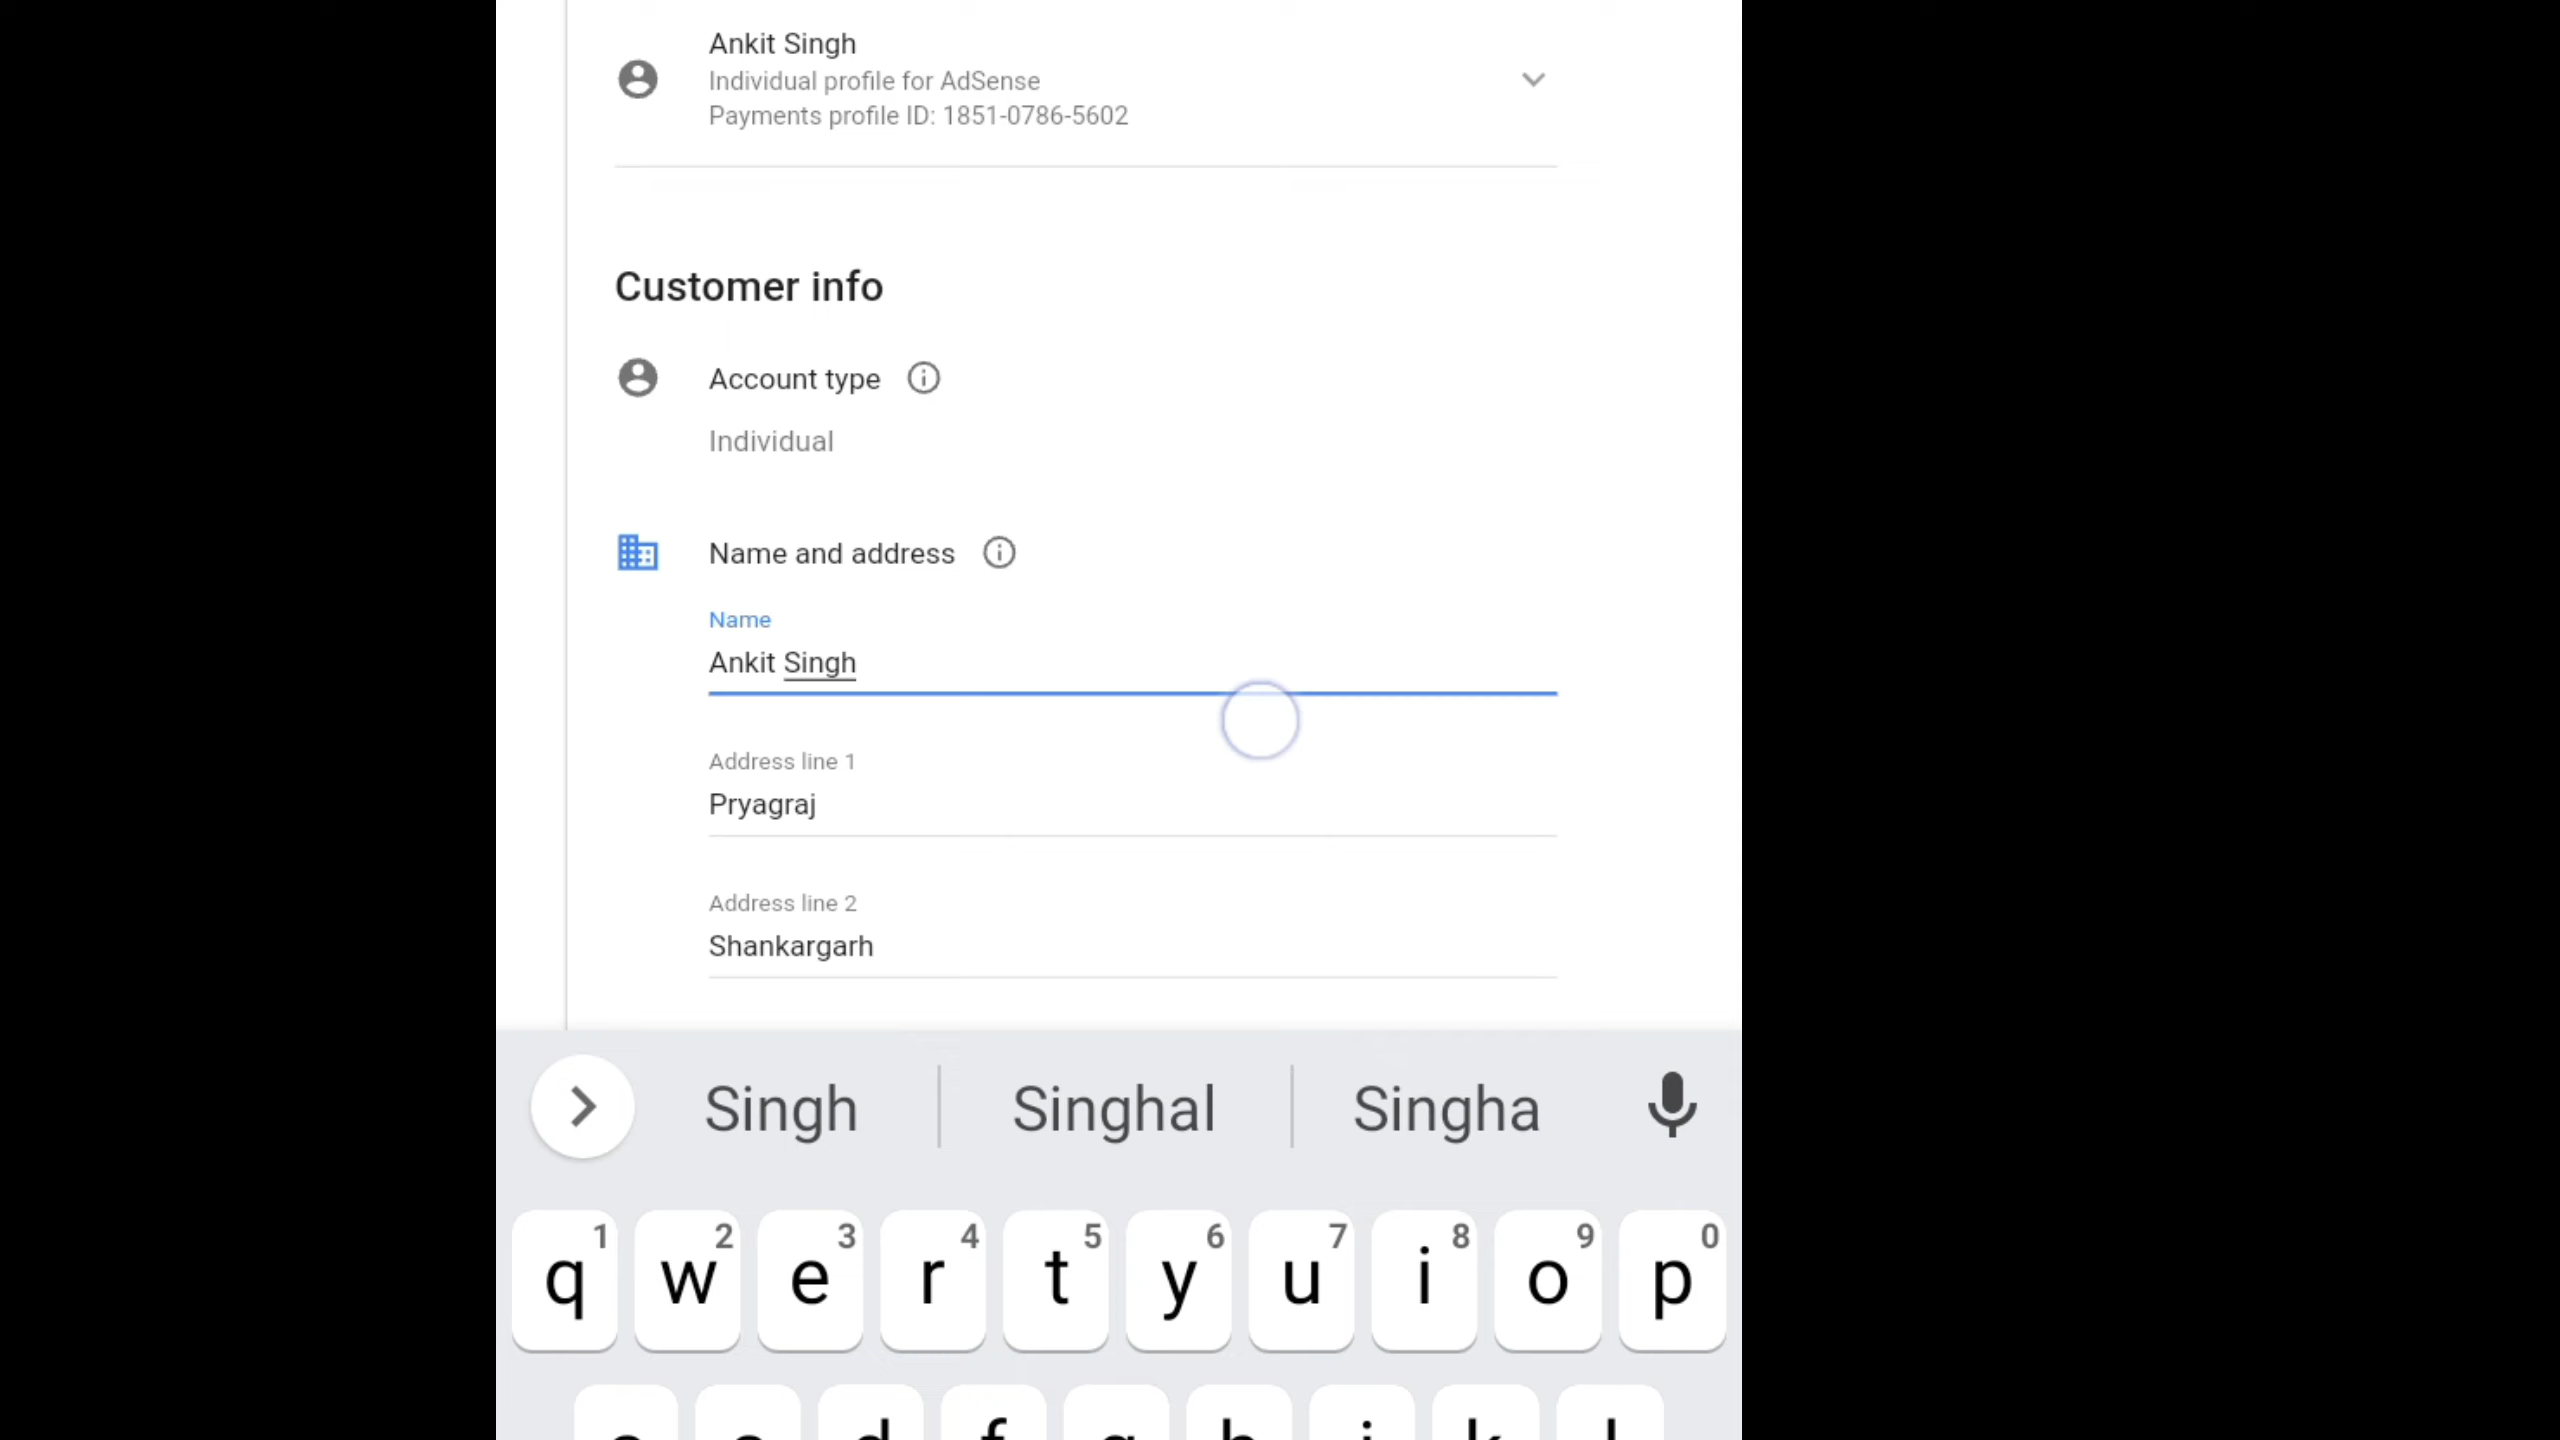 Ankit Singh
Individual profile for AdSense
Payments profile ID: 1851-0786-5602
Customer info
Account type
Individual
Name and address
Name
Ankit Singh
Address line 1
Pryagraj
Address line 2
Shankargarh
Singh Singhal Singha
1 2 3 4 5 6 7 8 9 0
q w e r t y u i o p
a s d f g h j k l